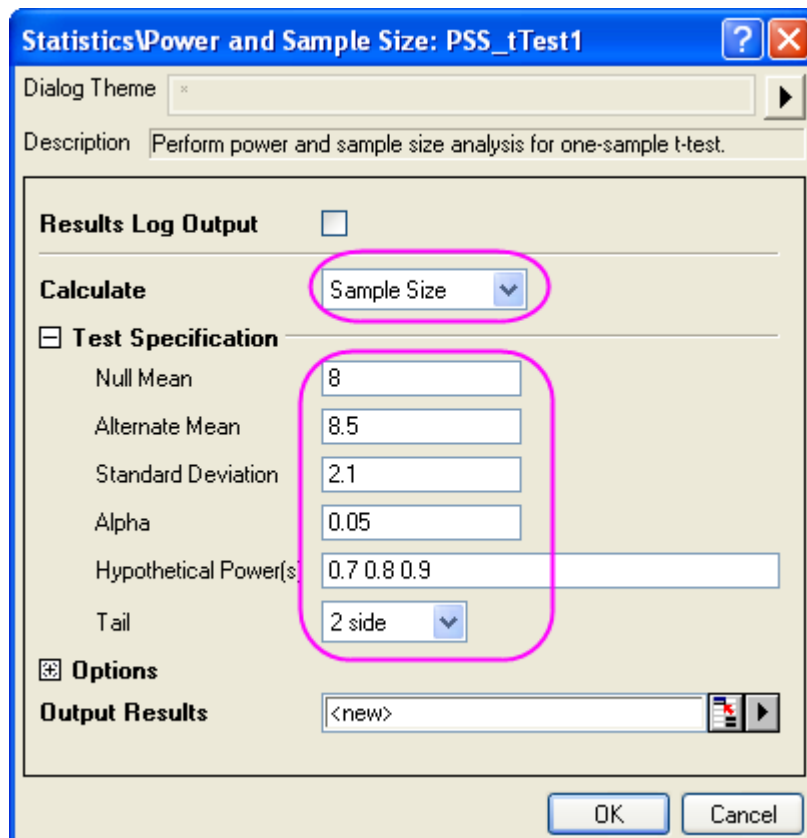 Statistics\Power and Sample Size: PSS_tTest1
Dialog Theme *
Description Perform power and sample size analysis for one-sample t-test.
Results Log Output
Calculate Sample Size
Test Specification
Null Mean 8
Alternate Mean 8.5
Standard Deviation 2.1
Alpha 0.05
Hypothetical Power(s) 0.7 0.8 0.9
Tail 2 side
Options
Output Results <new>
OK Cancel